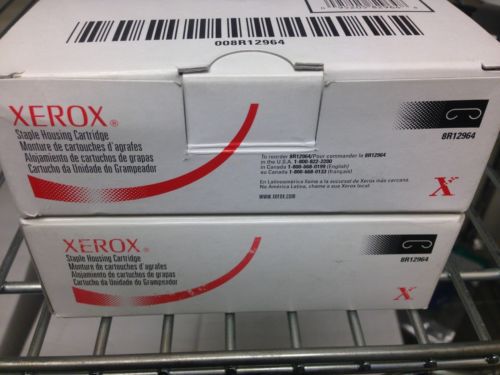 008R12964
XEROX®
Staple Housing Cartridge
Monture de cartouches d'agrafes
Alojamiento de cartuchos de grapas
Cartucho da Unidade do Grampeador
8R12964
To reorder 8R12964/Pour commander le 8R12964
in the U.S.A. 1-800-822-2200
in Canada 1-800-668-0199 (English)
au Canada 1-800-668-0133 (français)
En Latinoamérica llame a la sucursal de Xerox más cercana.
Na América Latina, chame a sua Xerox local.
WWW.XEROX.COM
X
XEROX®
Staple Housing Cartridge
Monture de cartouches d'agrafes
Alojamiento de cartuchos de grapas
Cartucho da Unidade do Grampeador
8R12964
X